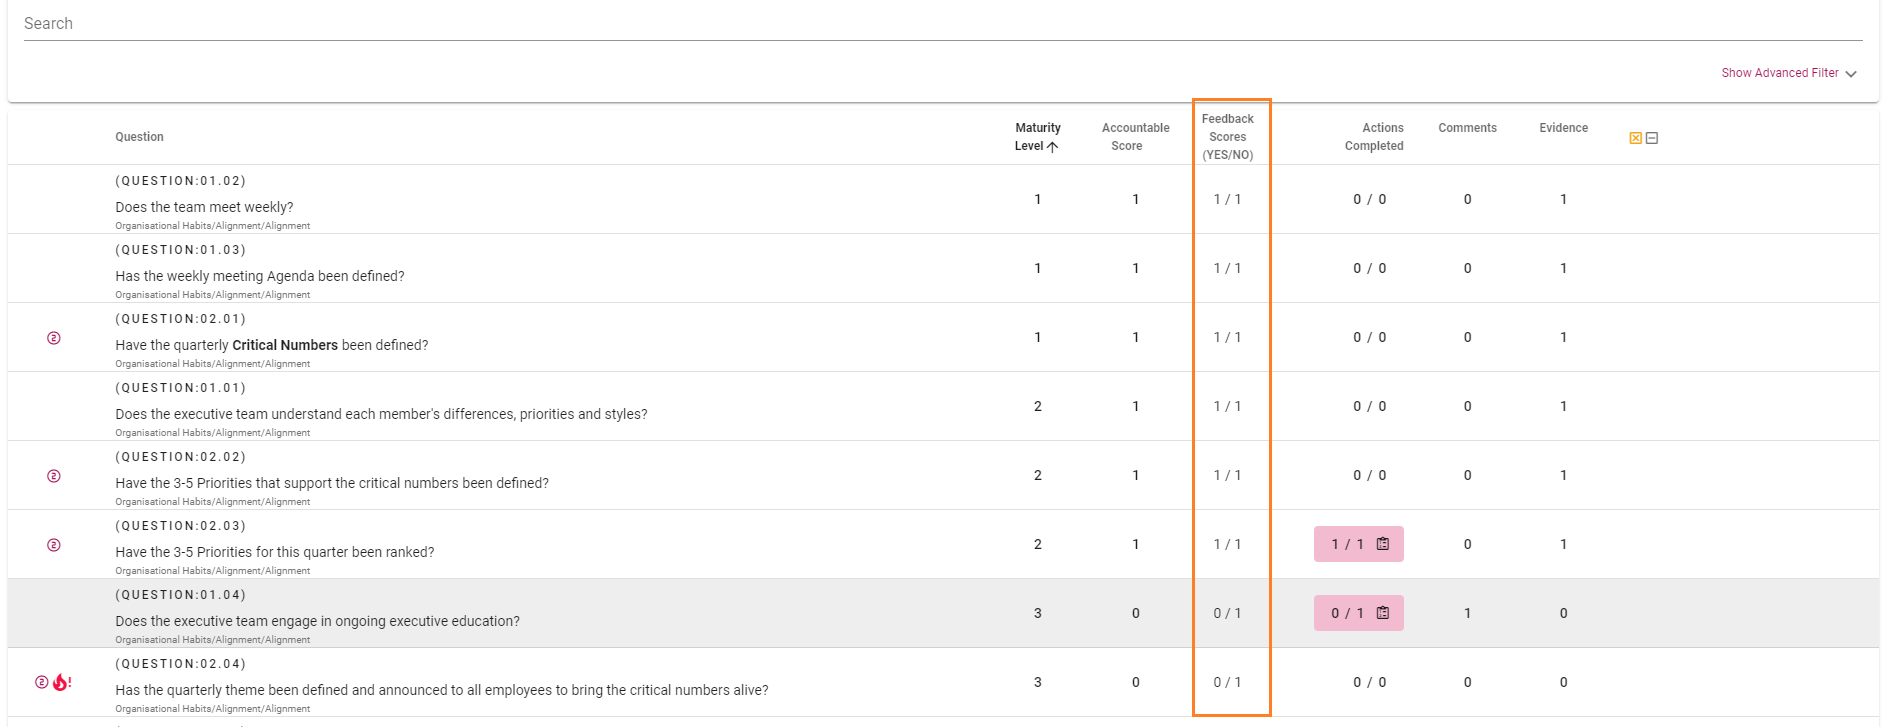 Search
Show Advanced Filter
Question
Maturity
Level
Accountable
Score
Feedback
Scores
(YES/NO)
Actions
Completed
Comments
Evidence
(QUESTION:01.02)
Does the team meet weekly?
Organisational Habits/Alignment/Alignment
1 1 1 / 1 0 / 0 0 1
(QUESTION:01.03)
Has the weekly meeting Agenda been defined?
Organisational Habits/Alignment/Alignment
1 1 1 / 1 0 / 0 0 1
2
(QUESTION:02.01)
Have the quarterly Critical Numbers been defined?
Organisational Habits/Alignment/Alignment
1 1 1 / 1 0 / 0 0 1
(QUESTION:01.01)
Does the executive team understand each member's differences, priorities and styles?
Organisational Habits/Alignment/Alignment
2 1 1 / 1 0 / 0 0 1
2
(QUESTION:02.02)
Have the 3-5 Priorities that support the critical numbers been defined?
Organisational Habits/Alignment/Alignment
2 1 1 / 1 0 / 0 0 1
2
(QUESTION:02.03)
Have the 3-5 Priorities for this quarter been ranked?
Organisational Habits/Alignment/Alignment
2 1 1 / 1 1 / 1 0 1
(QUESTION:01.04)
Does the executive team engage in ongoing executive education?
Organisational Habits/Alignment/Alignment
3 0 0 / 1 0 / 1 1 0
2 !
(QUESTION:02.04)
Has the quarterly theme been defined and announced to all employees to bring the critical numbers alive?
Organisational Habits/Alignment/Alignment
3 0 0 / 1 0 / 0 0 0